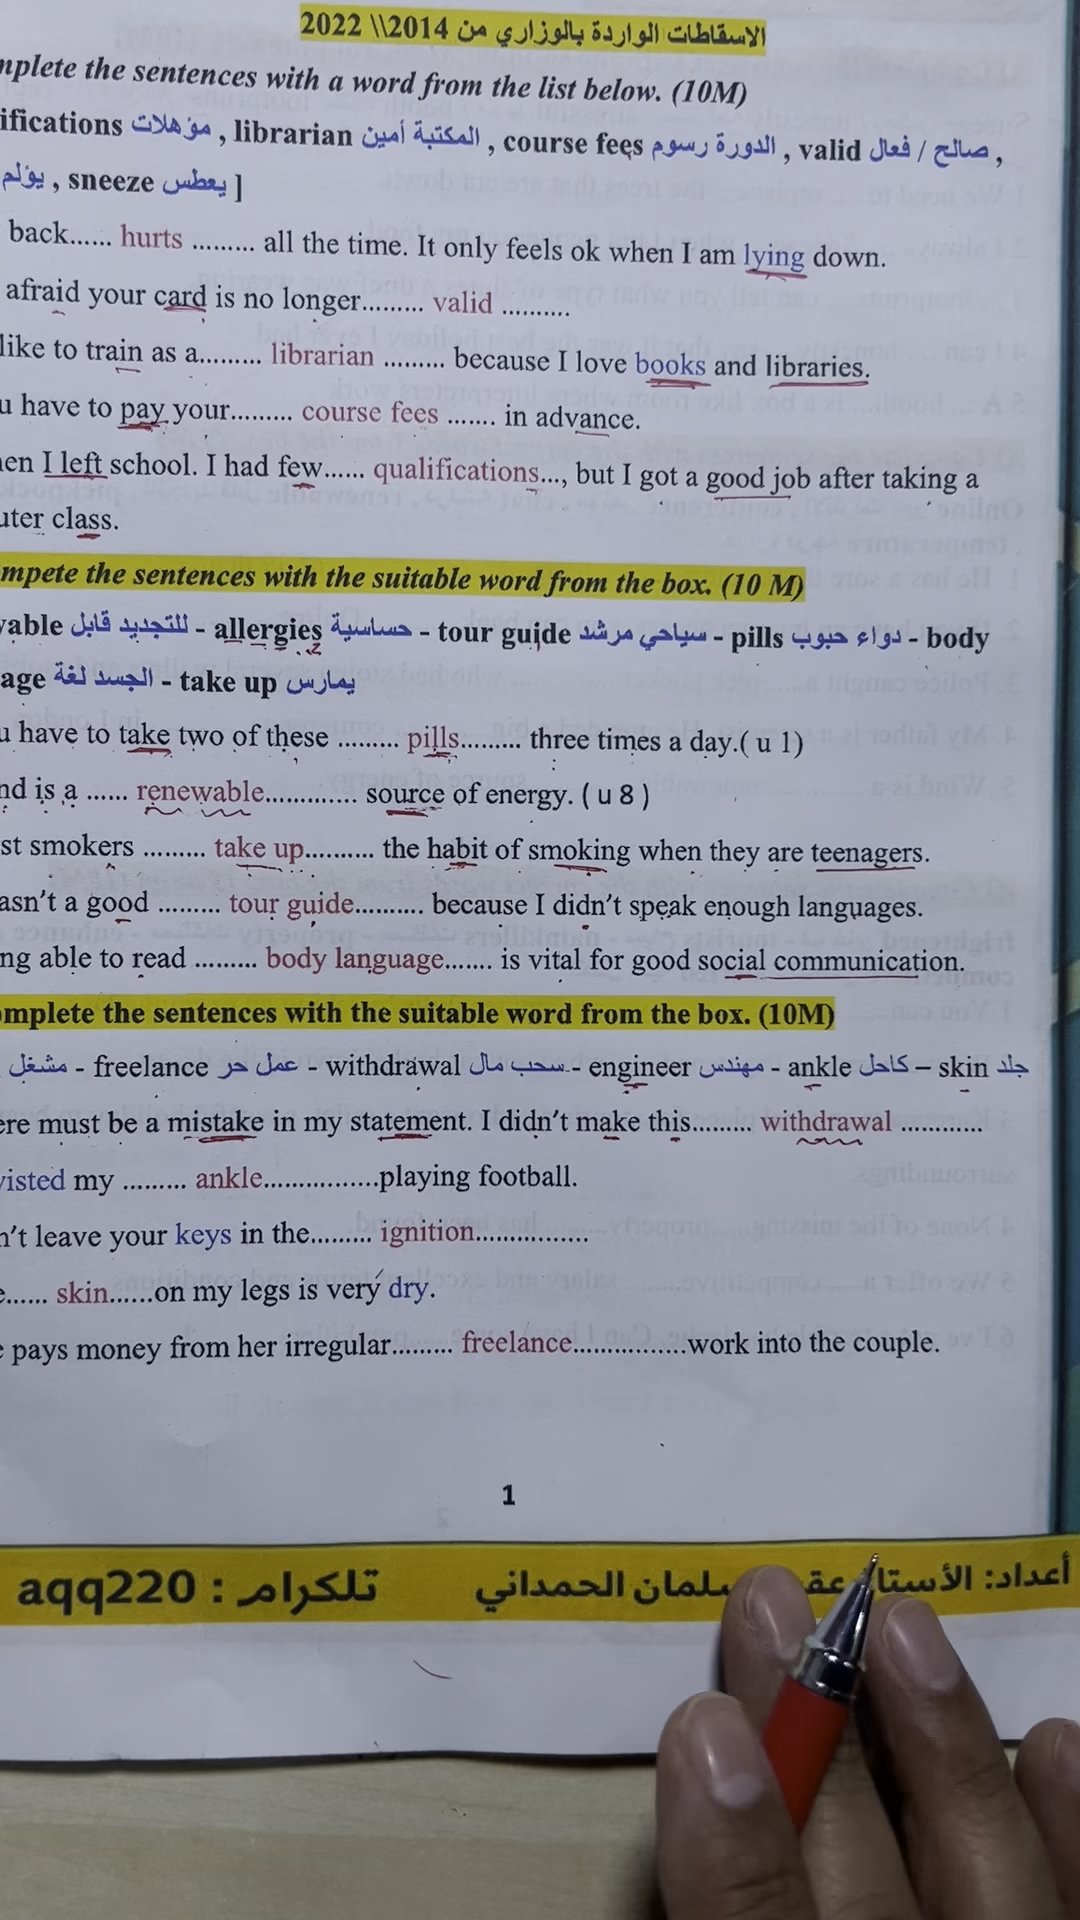 الاسقاطات الواردة بالوزاري من 2014\\ 2022
mplete the sentences with a word from the list below. (10M)
ifications مؤهلات , librarian المكتبة أمين , course fees الدورة رسوم , valid صالح / فعال ,
يؤلم , sneeze يعطس ]
back...... hurts ......... all the time. It only feels ok when I am lying down.
afraid your card is no longer......... valid ..........
like to train as a......... librarian ......... because I love books and libraries.
u have to pay your......... course fees ....... in advance.
en I left school. I had few...... qualifications..., but I got a good job after taking a
uter class.
mpete the sentences with the suitable word from the box. (10 M)
able للتجديد قابل - allergies حساسية - tour guide سياحي مرشد - pills دواء حبوب - body
age الجسد لغة - take up يمارس
u have to take two of these ......... pills......... three times a day.( u 1)
nd is a ...... renewable............. source of energy. ( u 8 )
st smokers ......... take up.......... the habit of smoking when they are teenagers.
asn't a good ......... tour guide.......... because I didn't speak enough languages.
ng able to read ......... body language....... is vital for good social communication.
mplete the sentences with the suitable word from the box. (10M)
مشغل - freelance عمل حر - withdrawal سحب مال - engineer مهندس - ankle كاحل – skin جلد
ere must be a mistake in my statement. I didn't make this......... withdrawal ............
isted my ......... ankle................playing football.
n't leave your keys in the......... ignition...............
e...... skin......on my legs is very dry.
e pays money from her irregular......... freelance................work into the couple.
1
أعداد: الأستا عق سلمان الحمداني تلكرام : aqq220